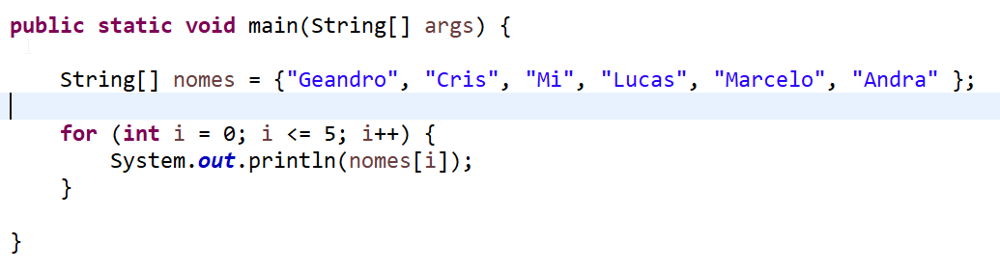 public static void main(String[] args) {
String[] nomes = {"Geandro", "Cris", "Mi", "Lucas", "Marcelo", "Andra" };
for (int i = 0; i <= 5; i++) {
System.out.println(nomes[i]);
}
}